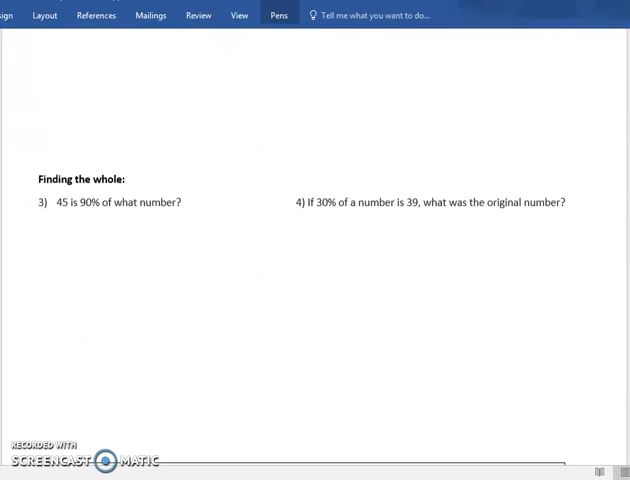 Layout References Mailings Review View Pens Tell me what you want to do...
Finding the whole:
3) 45 is 90% of what number? 4) If 30% of a number is 39, what was the original number?
RECORDED WITH
SCREENCAST MATIC